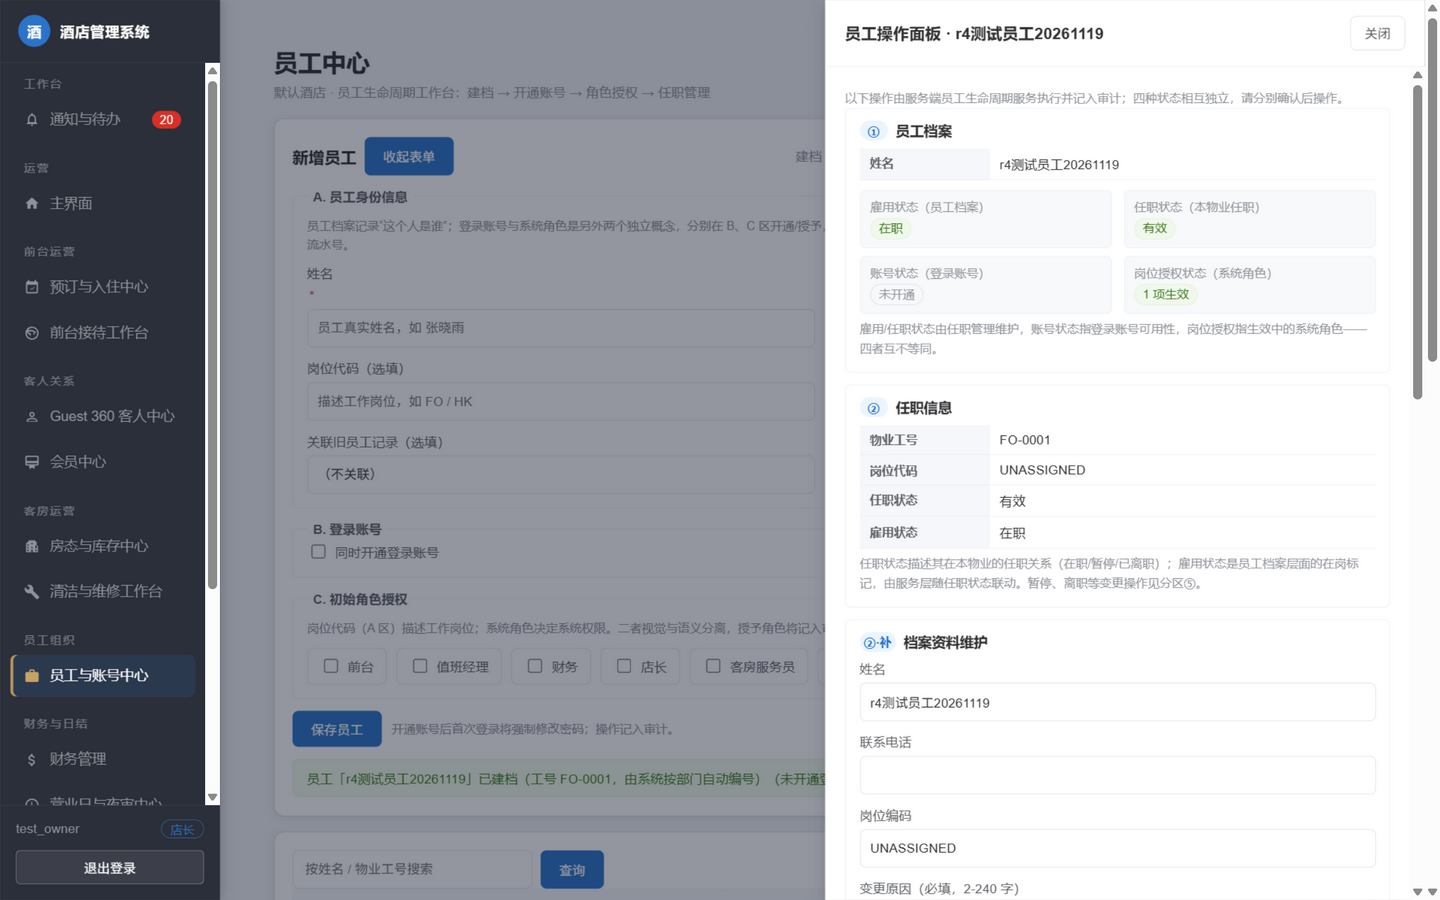 酒 酒店管理系统
工作台
通知与待办 20
运营
主界面
前台运营
预订与入住中心
前台接待工作台
客人关系
Guest 360 客人中心
会员中心
客房运营
房态与库存中心
清洁与维修工作台
员工组织
员工与账号中心
财务与日结
财务管理
营业日与夜审中心
test_owner 店长
退出登录
员工中心
默认酒店 · 员工生命周期工作台：建档 → 开通账号 → 角色授权 → 任职管理
新增员工 收起表单 建档
A. 员工身份信息
员工档案记录“这个人是谁”；登录账号与系统角色是另外两个独立概念，分别在 B、C 区开通/授予，
流水号。
姓名
*
员工真实姓名，如 张晓雨
岗位代码（选填）
描述工作岗位，如 FO / HK
关联旧员工记录（选填）
（不关联）
B. 登录账号
同时开通登录账号
C. 初始角色授权
岗位代码（A 区）描述工作岗位；系统角色决定系统权限。二者视觉与语义分离，授予角色将记入审
前台 值班经理 财务 店长 客房服务员
保存员工 开通账号后首次登录将强制修改密码；操作记入审计。
员工「r4测试员工20261119」已建档（工号 FO-0001，由系统按部门自动编号）（未开通
按姓名 / 物业工号搜索 查询
员工操作面板 · r4测试员工20261119 关闭
以下操作由服务端员工生命周期服务执行并记入审计；四种状态相互独立，请分别确认后操作。
① 员工档案
姓名 r4测试员工20261119
雇用状态（员工档案） 任职状态（本物业任职）
在职 有效
账号状态（登录账号） 岗位授权状态（系统角色）
未开通 1 项生效
雇用/任职状态由任职管理维护，账号状态指登录账号可用性，岗位授权指生效中的系统角色——
四者互不等同。
② 任职信息
物业工号 FO-0001
岗位代码 UNASSIGNED
任职状态 有效
雇用状态 在职
任职状态描述其在本物业的任职关系（在职/暂停/已离职）；雇用状态是员工档案层面的在岗标
记，由服务层随任职状态联动。暂停、离职等变更操作见分区⑤。
②·补 档案资料维护
姓名
r4测试员工20261119
联系电话
岗位编码
UNASSIGNED
变更原因（必填，2-240 字）